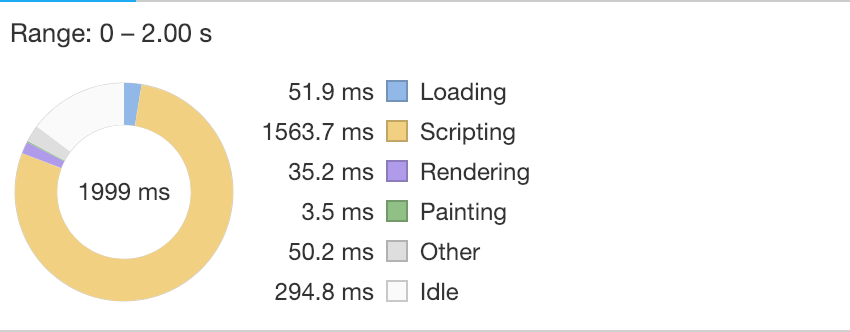 Range: 0 – 2.00 s
1999 ms
51.9 ms Loading
1563.7 ms Scripting
35.2 ms Rendering
3.5 ms Painting
50.2 ms Other
294.8 ms Idle